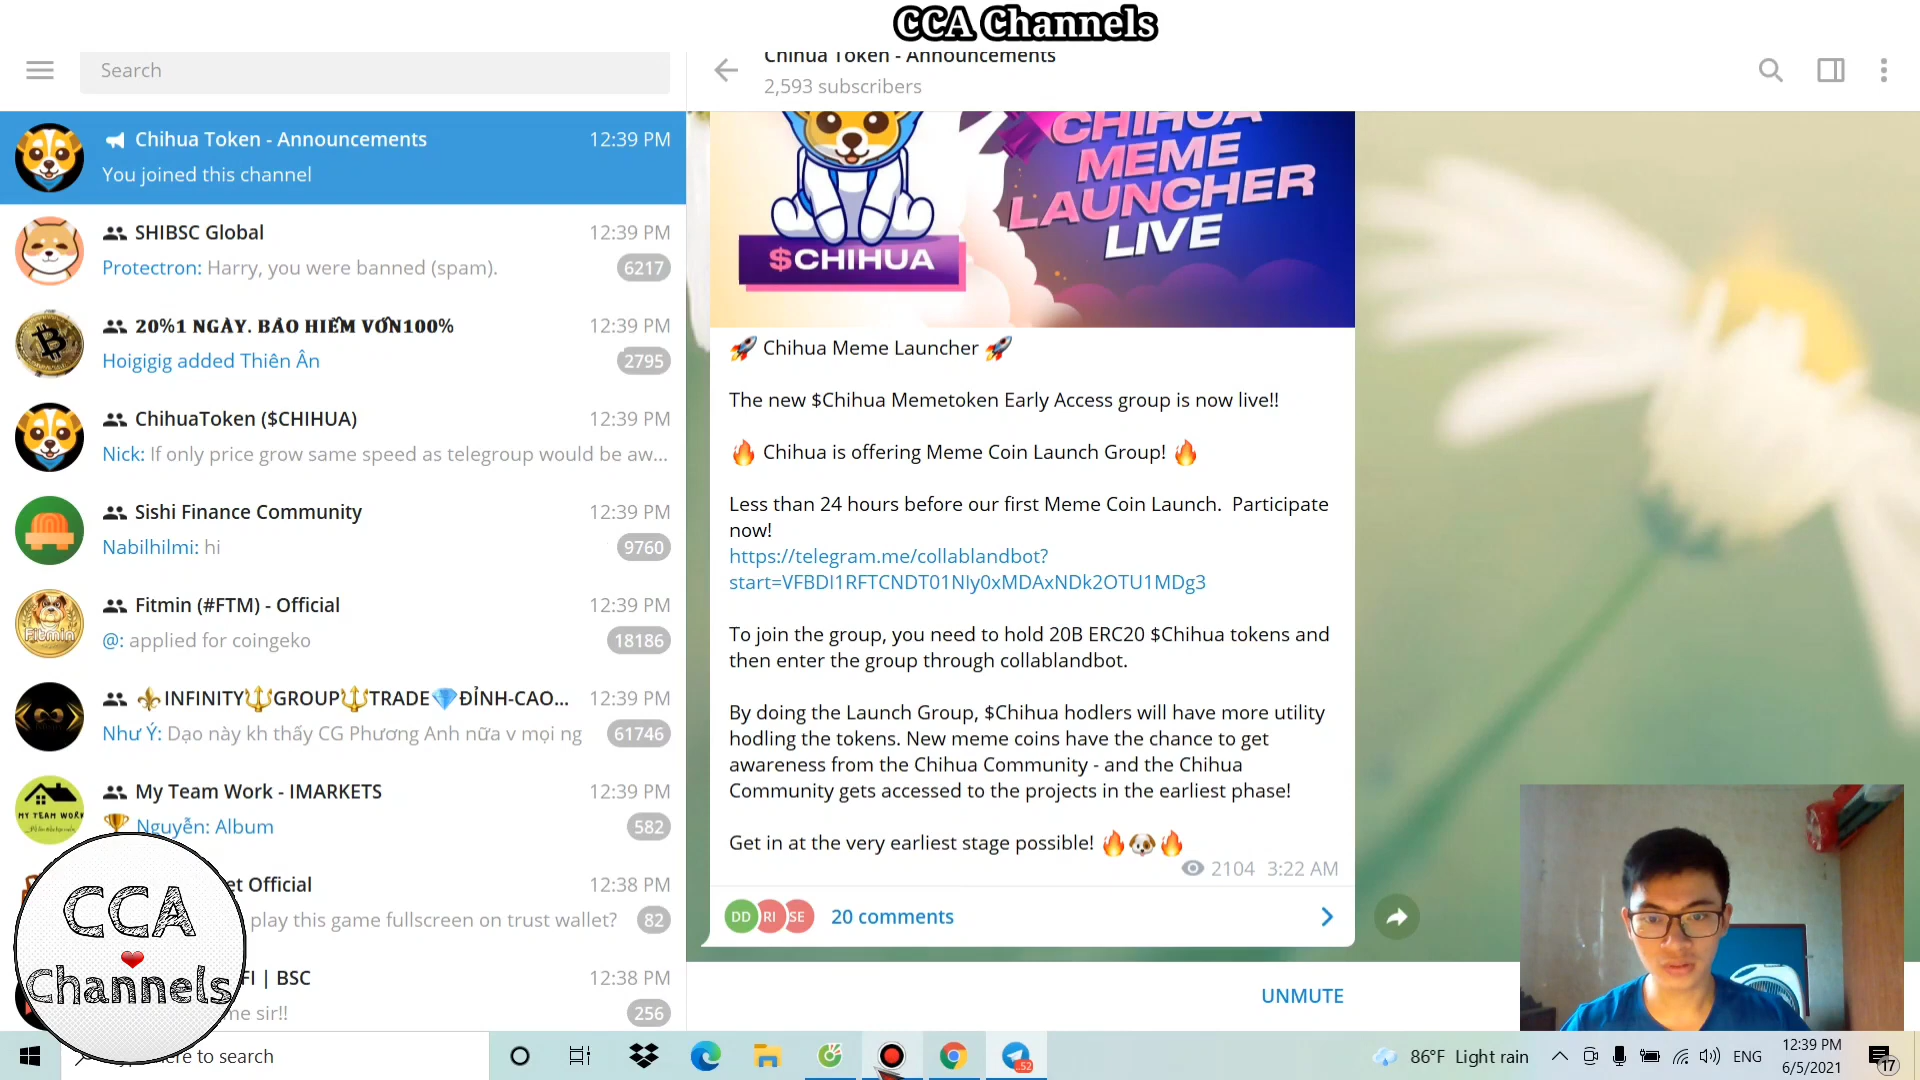 CCA Channels
Search
Chihua Token - Announcements
2,593 subscribers
Chihua Token - Announcements
12:39 PM
You joined this channel
SHIBSC Global
12:39 PM
Protectron: Harry, you were banned (spam).
6217
20%1 NGÀY. BẢO HIỂM VỐN100%
12:39 PM
Hoigigig added Thiên Ân
2795
ChihuaToken ($CHIHUA)
12:39 PM
Nick: If only price grow same speed as telegroup would be aw...
Sishi Finance Community
12:39 PM
Nabilhilmi: hi
9760
Fitmin (#FTM) - Official
12:39 PM
@: applied for coingeko
18186
Fitmin
INFINITY GROUP TRADE ĐỈNH-CAO...
12:39 PM
Như Ý: Dạo này kh thấy CG Phương Anh nữa v mọi ng
61746
My Team Work - IMARKETS
12:39 PM
Nguyễn: Album
582
MY TEAM WORK
et Official
12:38 PM
play this game fullscreen on trust wallet?
82
FI | BSC
12:38 PM
me sir!!
256
CCA
Channels
CHIHUA
MEME
LAUNCHER
LIVE
$CHIHUA
🚀 Chihua Meme Launcher 🚀
The new $Chihua Memetoken Early Access group is now live!!
🔥 Chihua is offering Meme Coin Launch Group! 🔥
Less than 24 hours before our first Meme Coin Launch.  Participate
now!
https://telegram.me/collablandbot?
start=VFBDI1RFTCNDT01NIy0xMDAxNDk2OTU1MDg3
To join the group, you need to hold 20B ERC20 $Chihua tokens and
then enter the group through collablandbot.
By doing the Launch Group, $Chihua hodlers will have more utility
hodling the tokens. New meme coins have the chance to get
awareness from the Chihua Community - and the Chihua
Community gets accessed to the projects in the earliest phase!
Get in at the very earliest stage possible! 🔥🐶🔥
2104 3:22 AM
DD RI SE 20 comments
UNMUTE
ere to search
..52
86°F Light rain
ENG
12:39 PM
6/5/2021
17